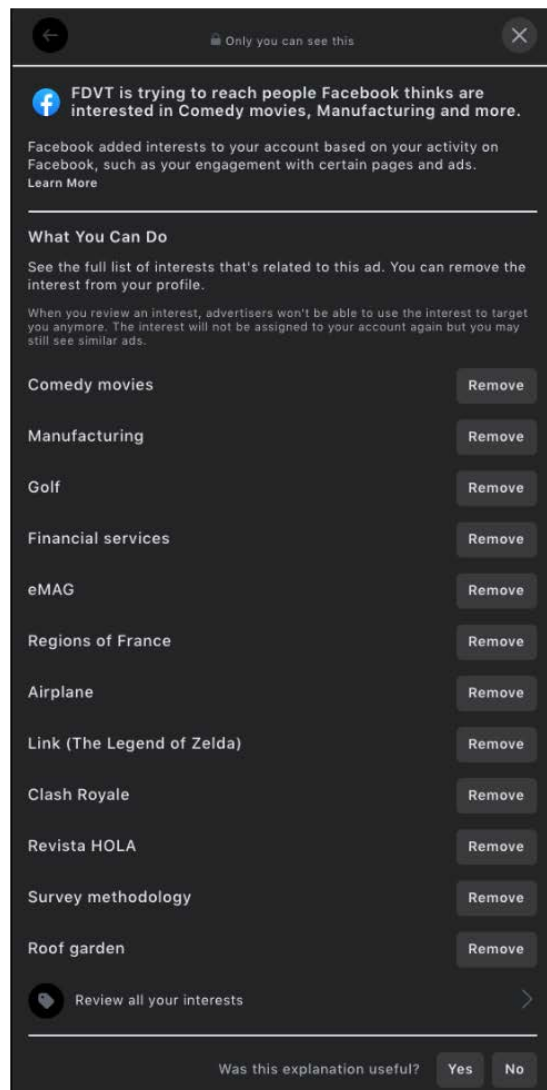 Only you can see this
FDVT is trying to reach people Facebook thinks are
interested in Comedy movies, Manufacturing and more.
Facebook added interests to your account based on your activity on
Facebook, such as your engagement with certain pages and ads.
Learn More
What You Can Do
See the full list of interests that's related to this ad. You can remove the
interest from your profile.
When you review an interest, advertisers won't be able to use the interest to target
you anymore. The interest will not be assigned to your account again but you may
still see similar ads.
Comedy movies Remove
Manufacturing Remove
Golf Remove
Financial services Remove
eMAG Remove
Regions of France Remove
Airplane Remove
Link (The Legend of Zelda) Remove
Clash Royale Remove
Revista HOLA Remove
Survey methodology Remove
Roof garden Remove
Review all your interests
Was this explanation useful? Yes No